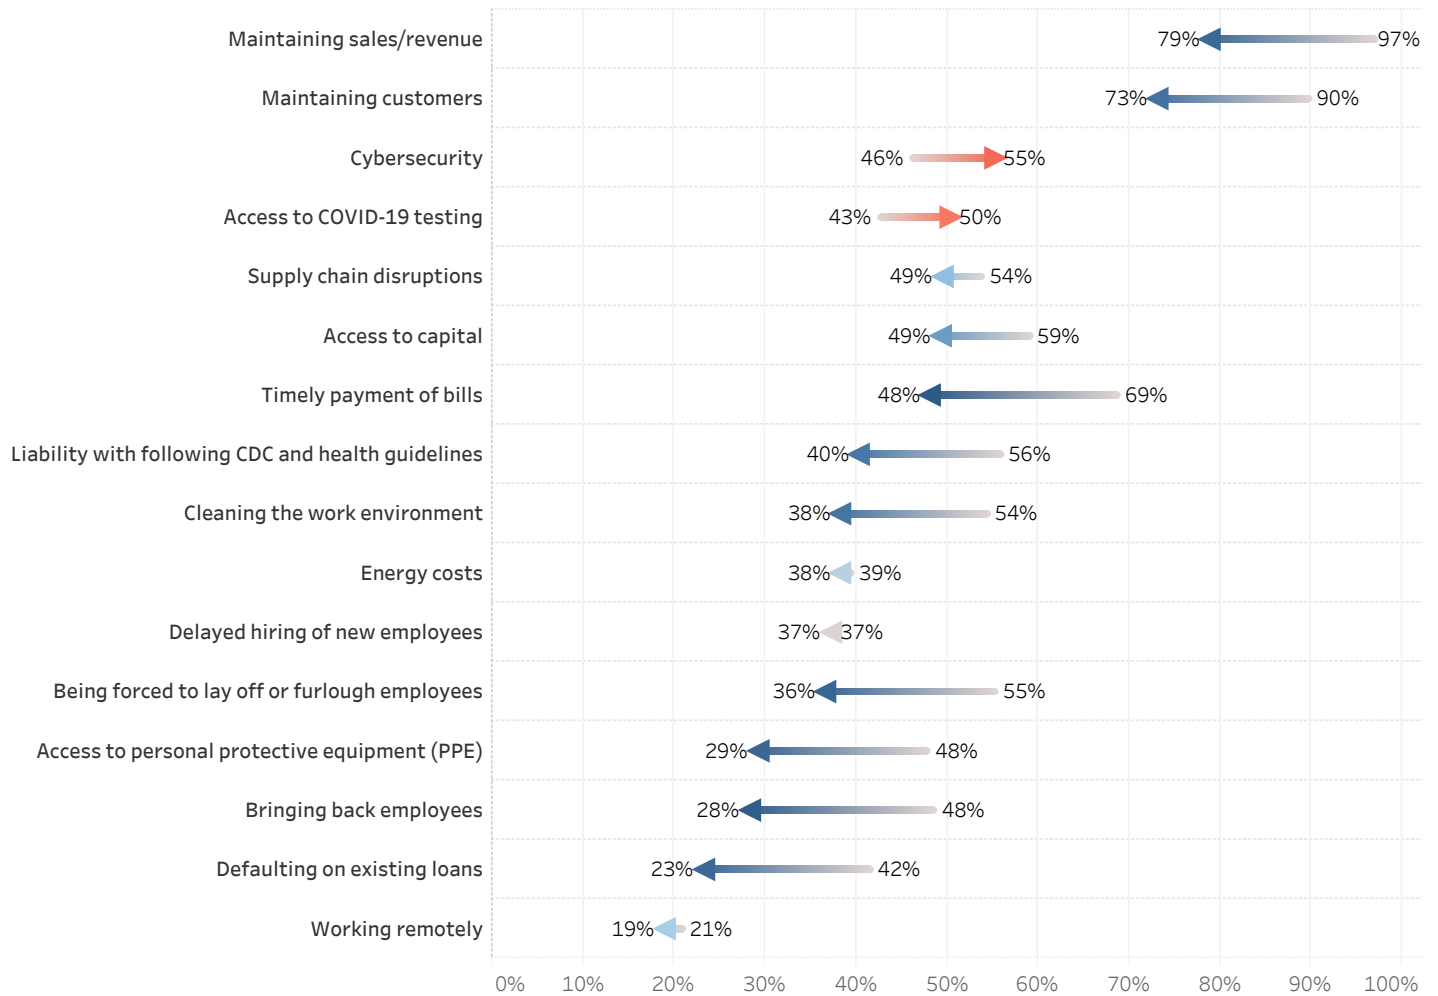 Maintaining sales/revenue 79% 97%
Maintaining customers 73% 90%
Cybersecurity 46% 55%
Access to COVID-19 testing 43% 50%
Supply chain disruptions 49% 54%
Access to capital 49% 59%
Timely payment of bills 48% 69%
Liability with following CDC and health guidelines 40% 56%
Cleaning the work environment 38% 54%
Energy costs 38% 39%
Delayed hiring of new employees 37% 37%
Being forced to lay off or furlough employees 36% 55%
Access to personal protective equipment (PPE) 29% 48%
Bringing back employees 28% 48%
Defaulting on existing loans 23% 42%
Working remotely 19% 21%
0% 10% 20% 30% 40% 50% 60% 70% 80% 90% 100%